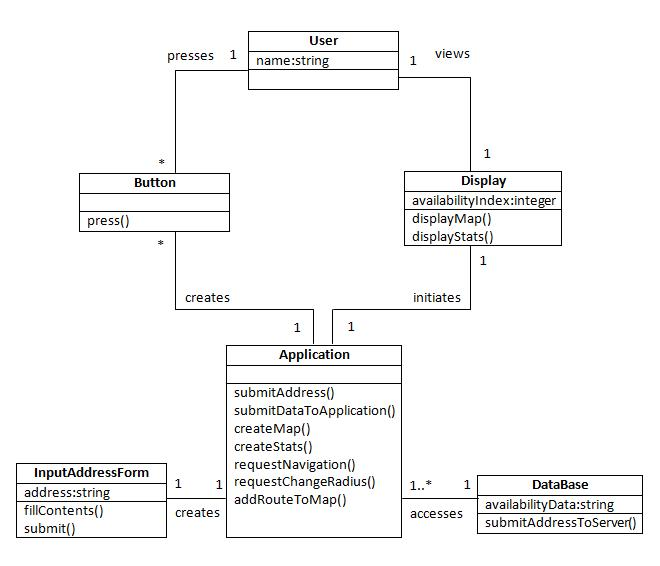 User
name:string
presses
1
1
views
*
1
Button
press()
*
Display
availabilityIndex:integer
displayMap()
displayStats()
1
creates
initiates
1
1
Application
submitAddress()
submitDataToApplication()
createMap()
createStats()
requestNavigation()
requestChangeRadius()
addRouteToMap()
InputAddressForm
address:string
fillContents()
submit()
1
1
creates
1..*
1
accesses
DataBase
availabilityData:string
submitAddressToServer()